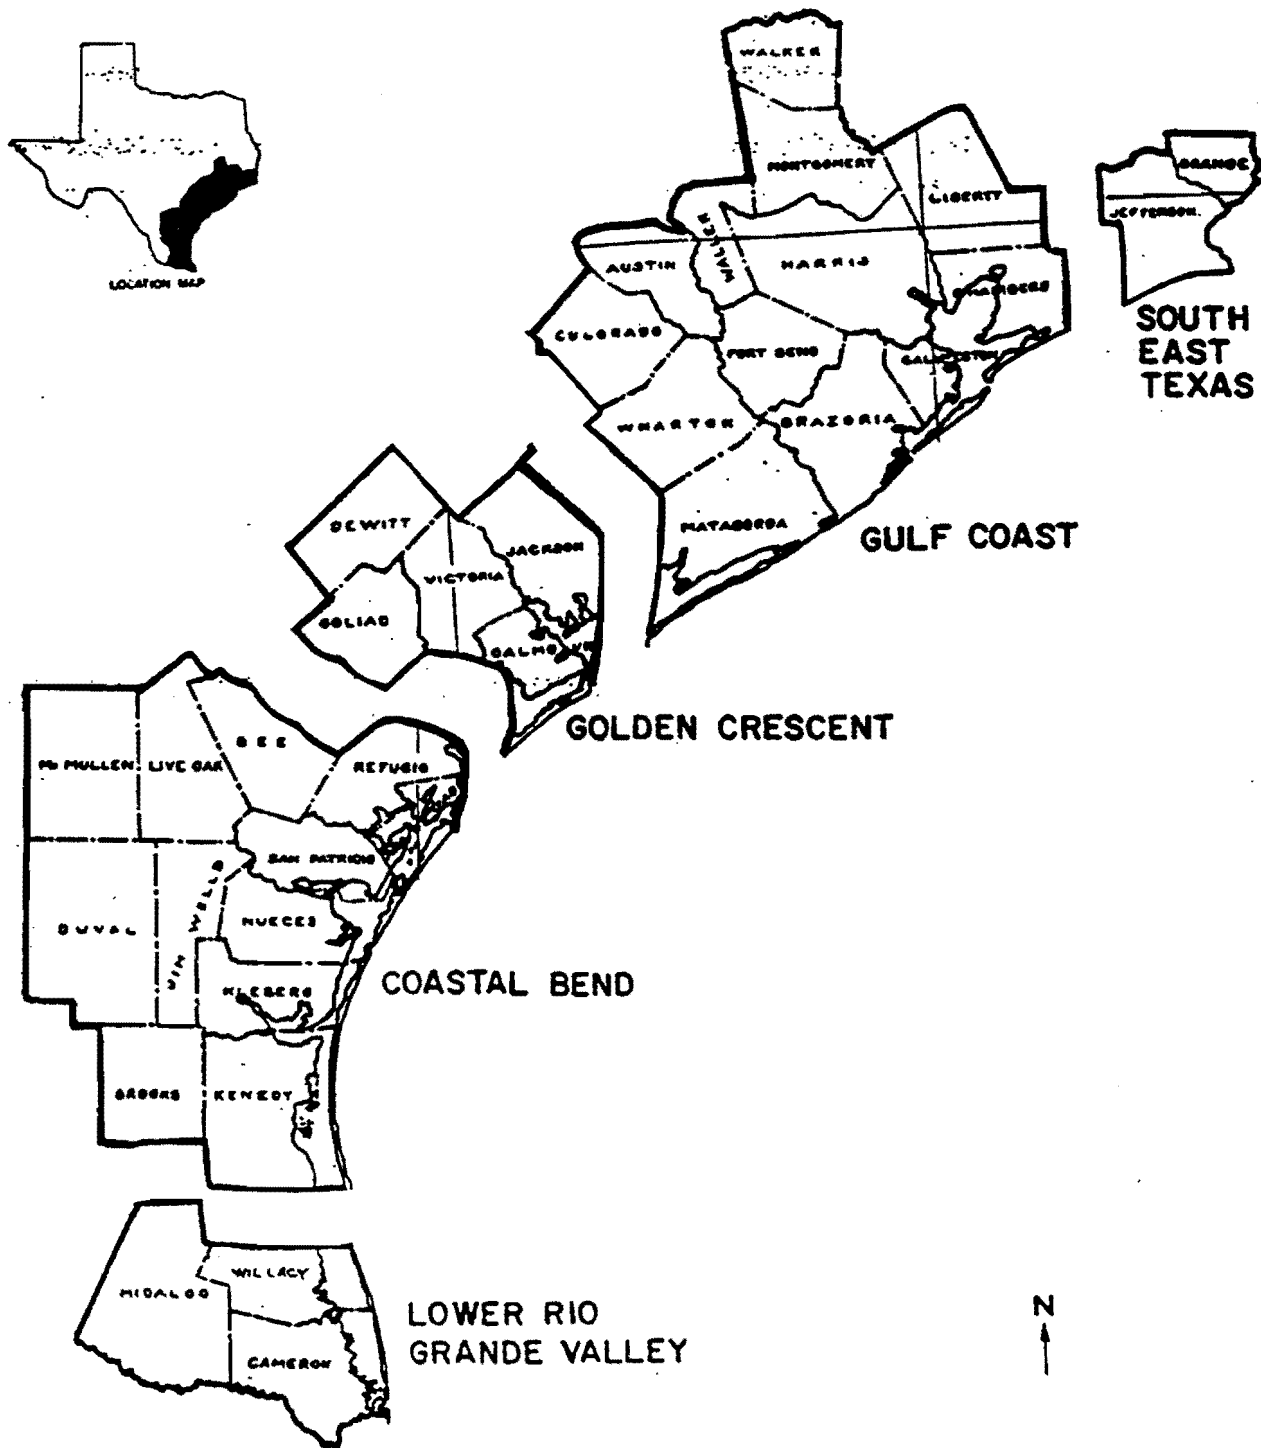 LOCATION MAP
WALKER
MONTGOMERY
LIBERTY
ORANGE
JEFFERSON
SOUTH
EAST
TEXAS
WALLER
AUSTIN
HARRIS
CHAMBERS
COLORADO
FORT BEND
GALVESTON
WHARTON
BRAZORIA
MATAGORDA
GULF COAST
DEWITT
JACKSON
VICTORIA
GOLIAD
CALHOUN
GOLDEN CRESCENT
BEE
Mc MULLEN
LIVE OAK
REFUGIO
SAN PATRICIO
JIM WELLS
DUVAL
NUECES
KLEBERG
COASTAL BEND
BROOKS
KENEDY
WILLACY
HIDALGO
CAMERON
LOWER RIO
GRANDE VALLEY
N